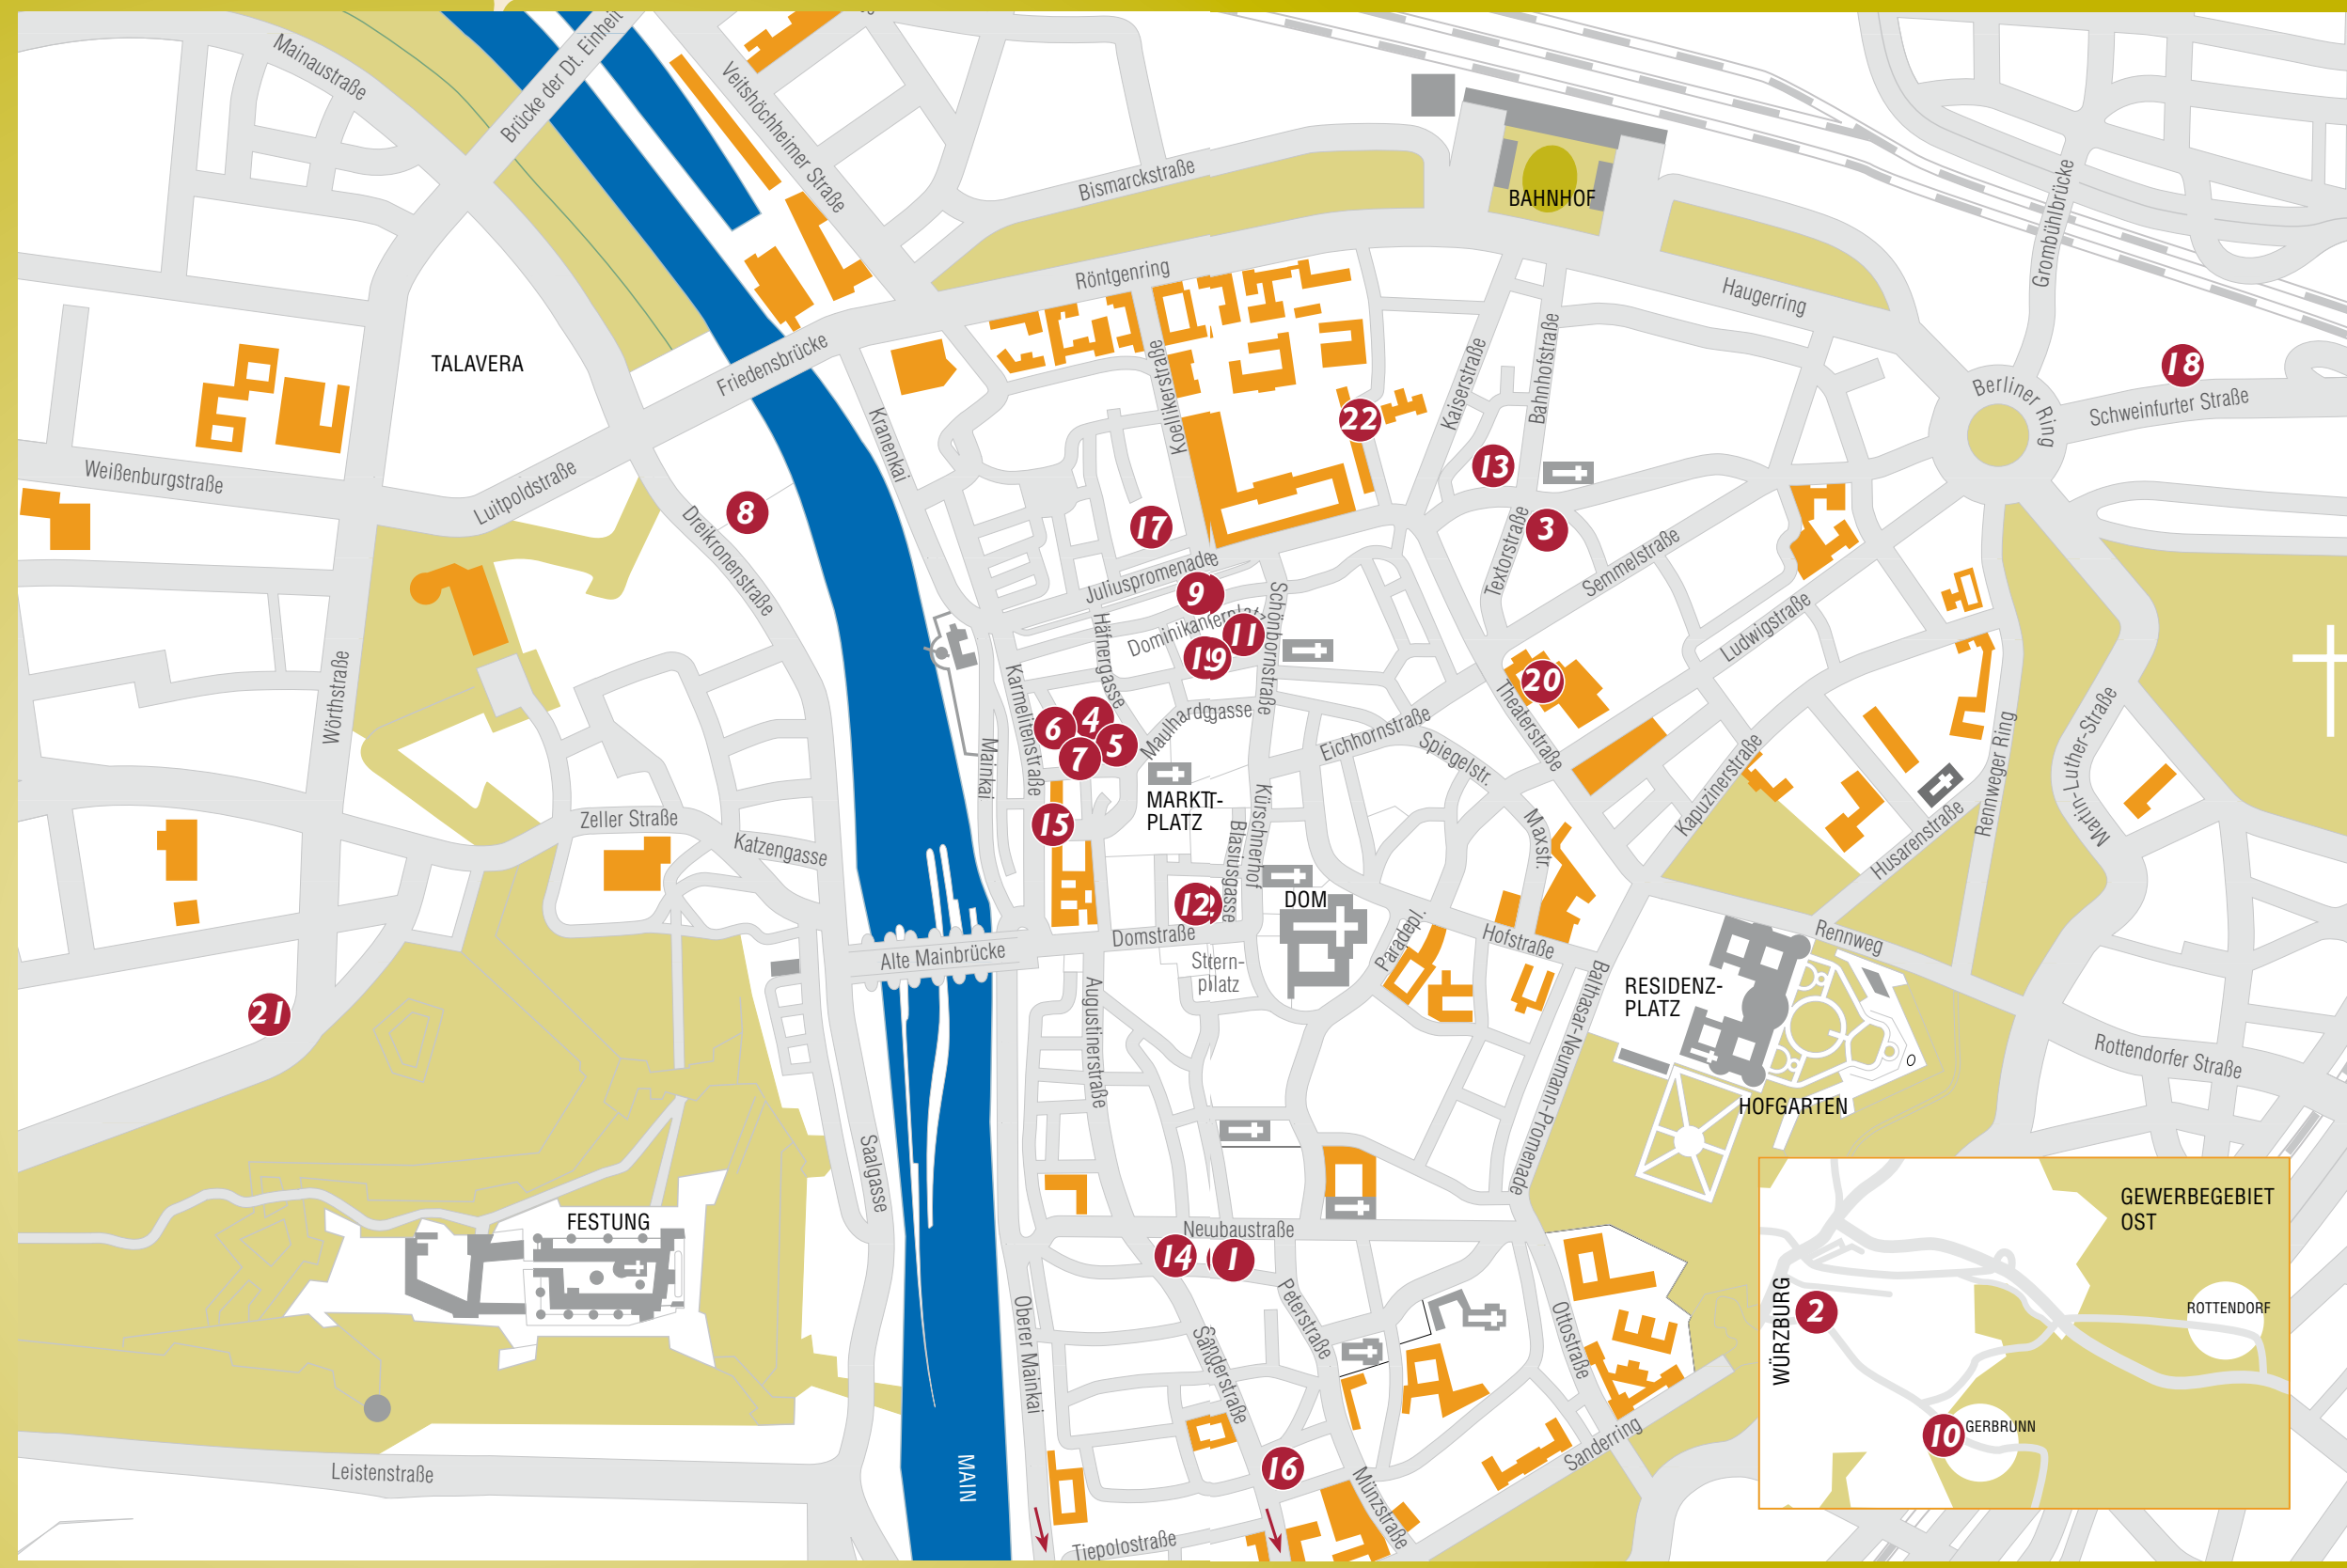 Mainaustraße
Brücke der Dt. Einheit
Veitshöchheimer Straße
Bismarckstraße
BAHNHOF
Grombühlbrücke
Röntgenring
Haugerring
TALAVERA
Friedensbrücke
Koellikerstraße
Kaiserstraße
Bahnhofstraße
18
Berliner Ring
Schweinfurter Straße
22
Kranenkai
13
Weißenburgstraße
Luitpoldstraße
8
Dreikronenstraße
17
Textorstraße
3
Semmelstraße
Juliuspromenade
9
Schönbornstraße
Häfnergasse
11
19
Ludwigstraße
Wörthstraße
Karmelitenstraße
20
Theaterstraße
Maulhardgasse
6
4
5
7
Eichhornstraße
Spiegelstr.
Kapuzinerstraße
Rennweger Ring
Martin-Luther-Straße
Mainkai
MARKT-
PLATZ
Kürschnerhof
Blasiusgasse
15
Zeller Straße
Katzengasse
Maxstr.
Husarenstraße
12
DOM
Domstraße
Alte Mainbrücke
Stern-
platz
Paradepl.
Hofstraße
Rennweg
RESIDENZ-
PLATZ
21
Augustinerstraße
Balthasar-Neumann-Promenade
Rottendorfer Straße
HOFGARTEN
Saalgasse
FESTUNG
Neubaustraße
14
1
GEWERBEGEBIET
OST
WÜRZBURG
2
ROTTENDORF
Oberer Mainkai
Peterstraße
Sanderstraße
Ottostraße
10
GERBRUNN
Sanderring
MAIN
Leistenstraße
16
Münzstraße
Tiepolostraße